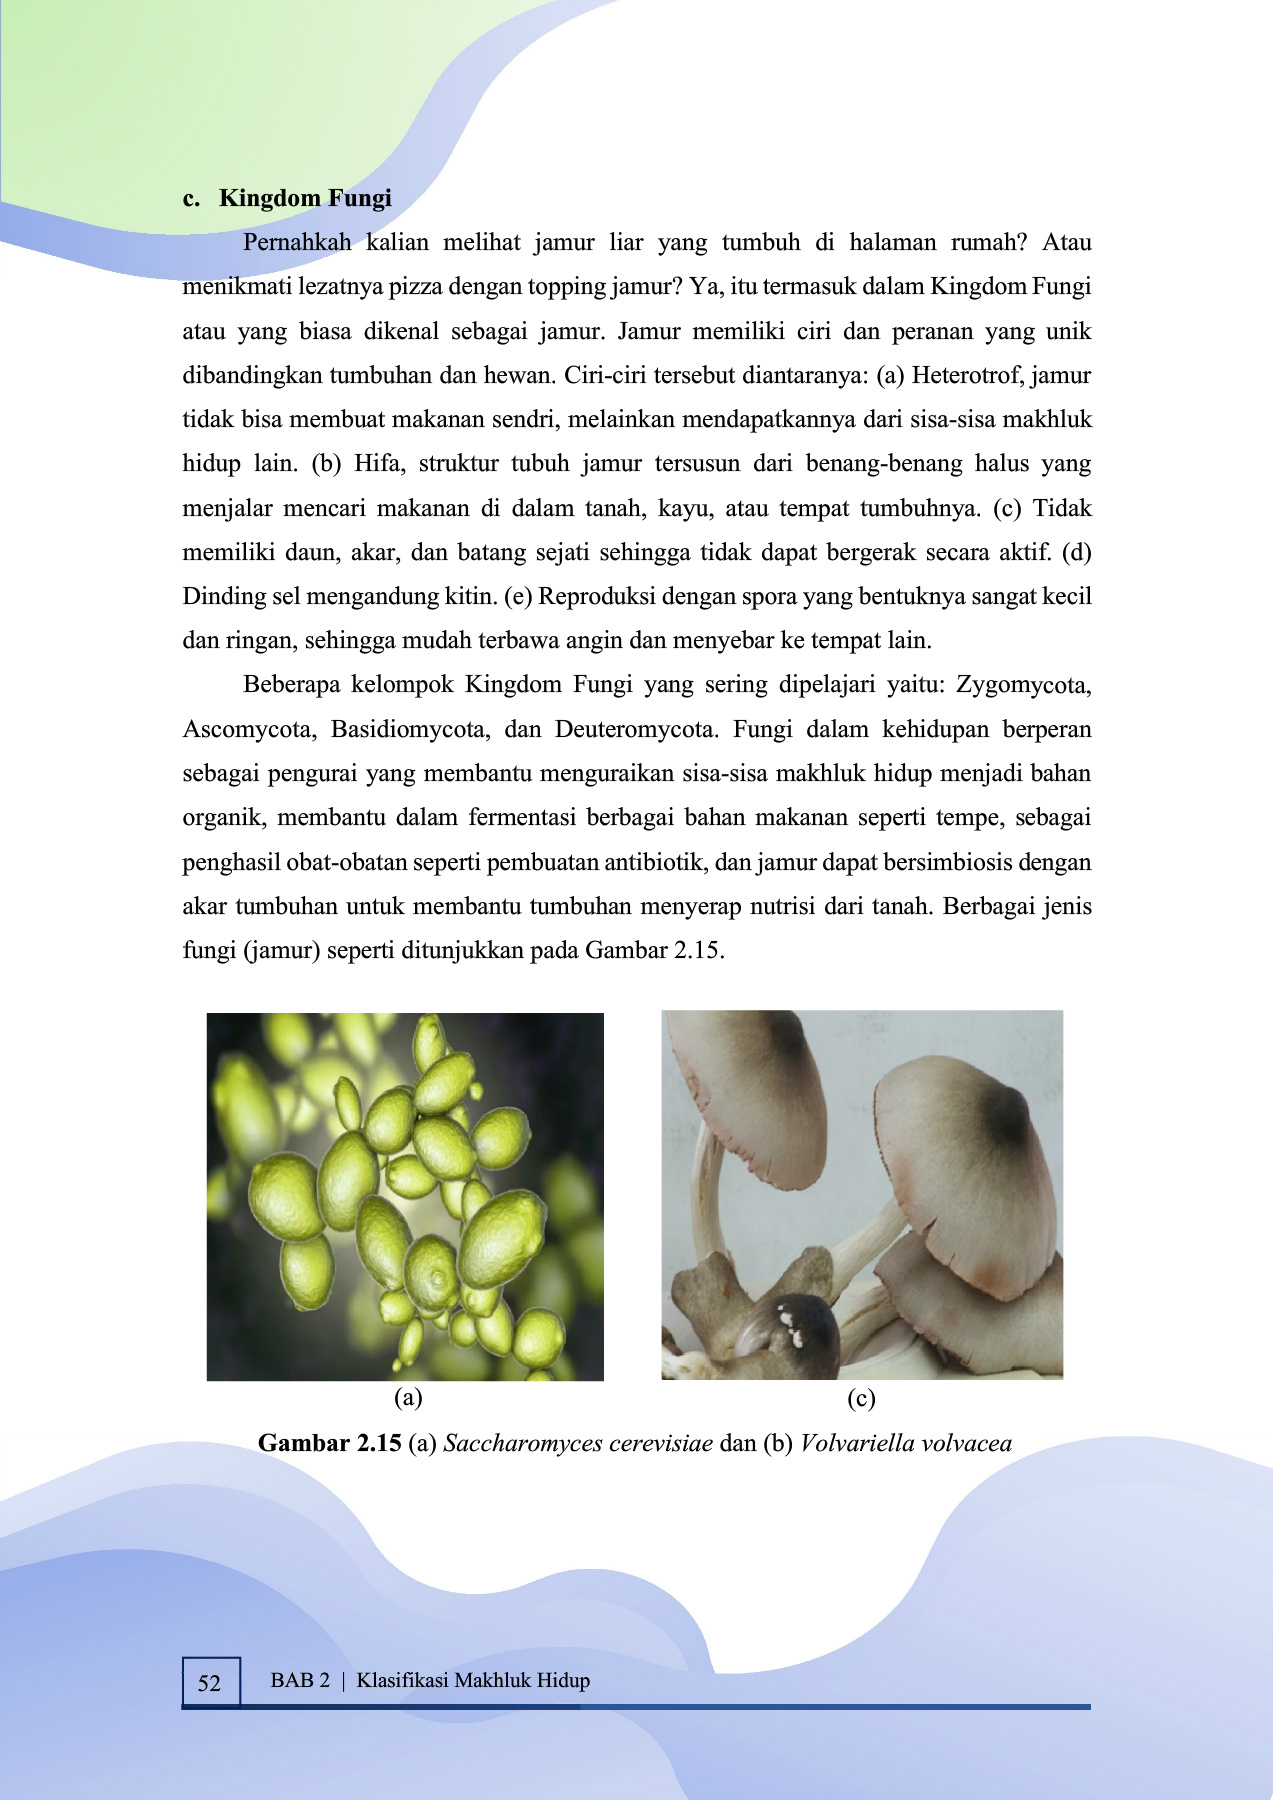 c. Kingdom Fungi
Pernahkah kalian melihat jamur liar yang tumbuh di halaman rumah? Atau
menikmati lezatnya pizza dengan topping jamur? Ya, itu termasuk dalam Kingdom Fungi
atau yang biasa dikenal sebagai jamur. Jamur memiliki ciri dan peranan yang unik
dibandingkan tumbuhan dan hewan. Ciri-ciri tersebut diantaranya: (a) Heterotrof, jamur
tidak bisa membuat makanan sendri, melainkan mendapatkannya dari sisa-sisa makhluk
hidup lain. (b) Hifa, struktur tubuh jamur tersusun dari benang-benang halus yang
menjalar mencari makanan di dalam tanah, kayu, atau tempat tumbuhnya. (c) Tidak
memiliki daun, akar, dan batang sejati sehingga tidak dapat bergerak secara aktif. (d)
Dinding sel mengandung kitin. (e) Reproduksi dengan spora yang bentuknya sangat kecil
dan ringan, sehingga mudah terbawa angin dan menyebar ke tempat lain.
Beberapa kelompok Kingdom Fungi yang sering dipelajari yaitu: Zygomycota,
Ascomycota, Basidiomycota, dan Deuteromycota. Fungi dalam kehidupan berperan
sebagai pengurai yang membantu menguraikan sisa-sisa makhluk hidup menjadi bahan
organik, membantu dalam fermentasi berbagai bahan makanan seperti tempe, sebagai
penghasil obat-obatan seperti pembuatan antibiotik, dan jamur dapat bersimbiosis dengan
akar tumbuhan untuk membantu tumbuhan menyerap nutrisi dari tanah. Berbagai jenis
fungi (jamur) seperti ditunjukkan pada Gambar 2.15.
(a)
(c)
Gambar 2.15 (a) Saccharomyces cerevisiae dan (b) Volvariella volvacea
52
BAB 2 | Klasifikasi Makhluk Hidup